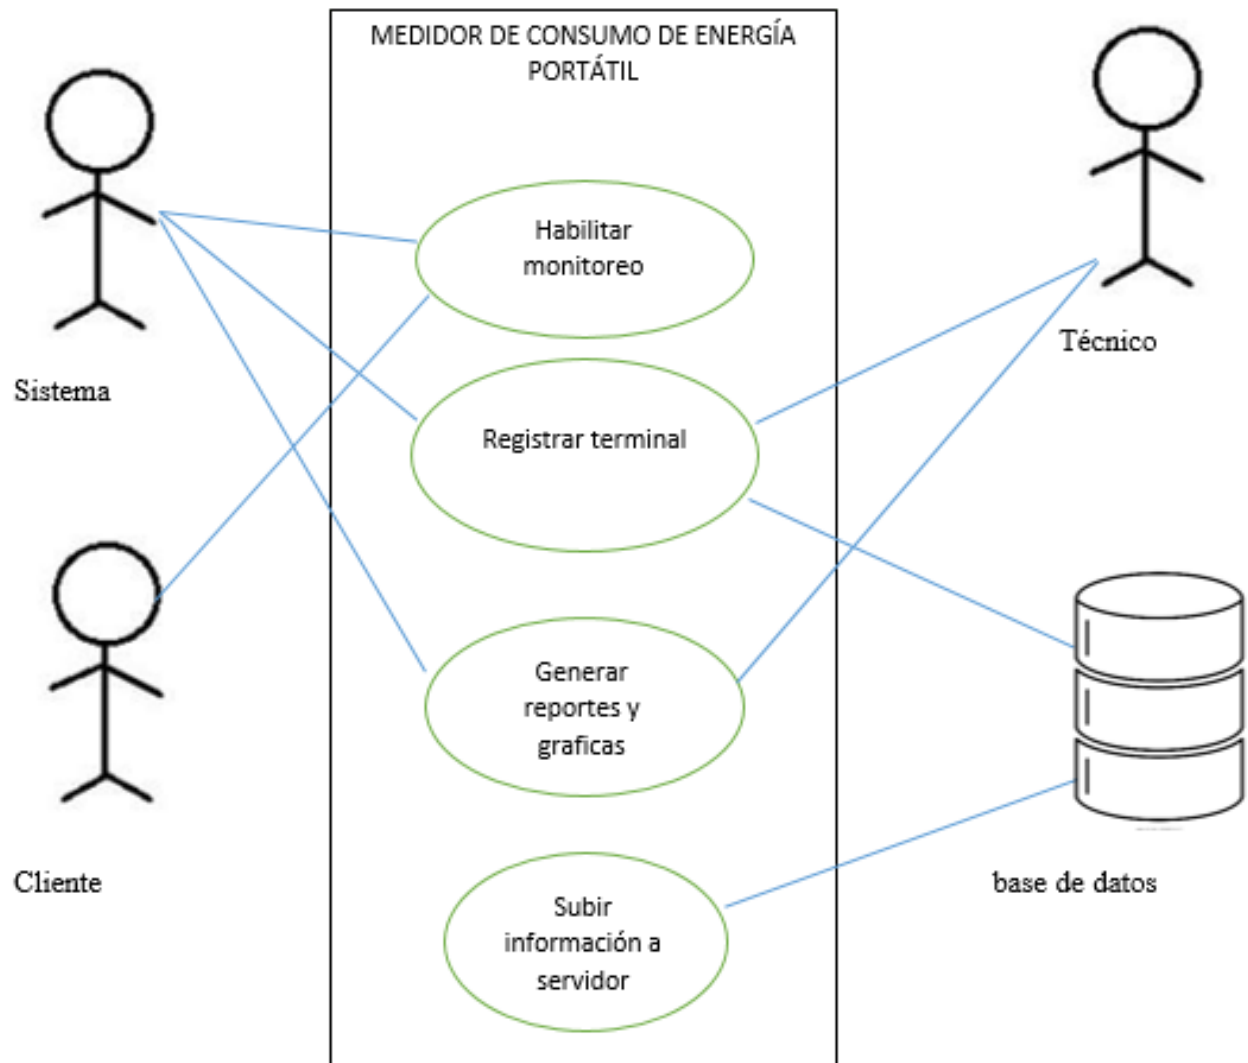 MEDIDOR DE CONSUMO DE ENERGÍA
PORTÁTIL
Habilitar
monitoreo
Técnico
Sistema
Registrar terminal
Generar
reportes y
graficas
Cliente
base de datos
Subir
información a
servidor